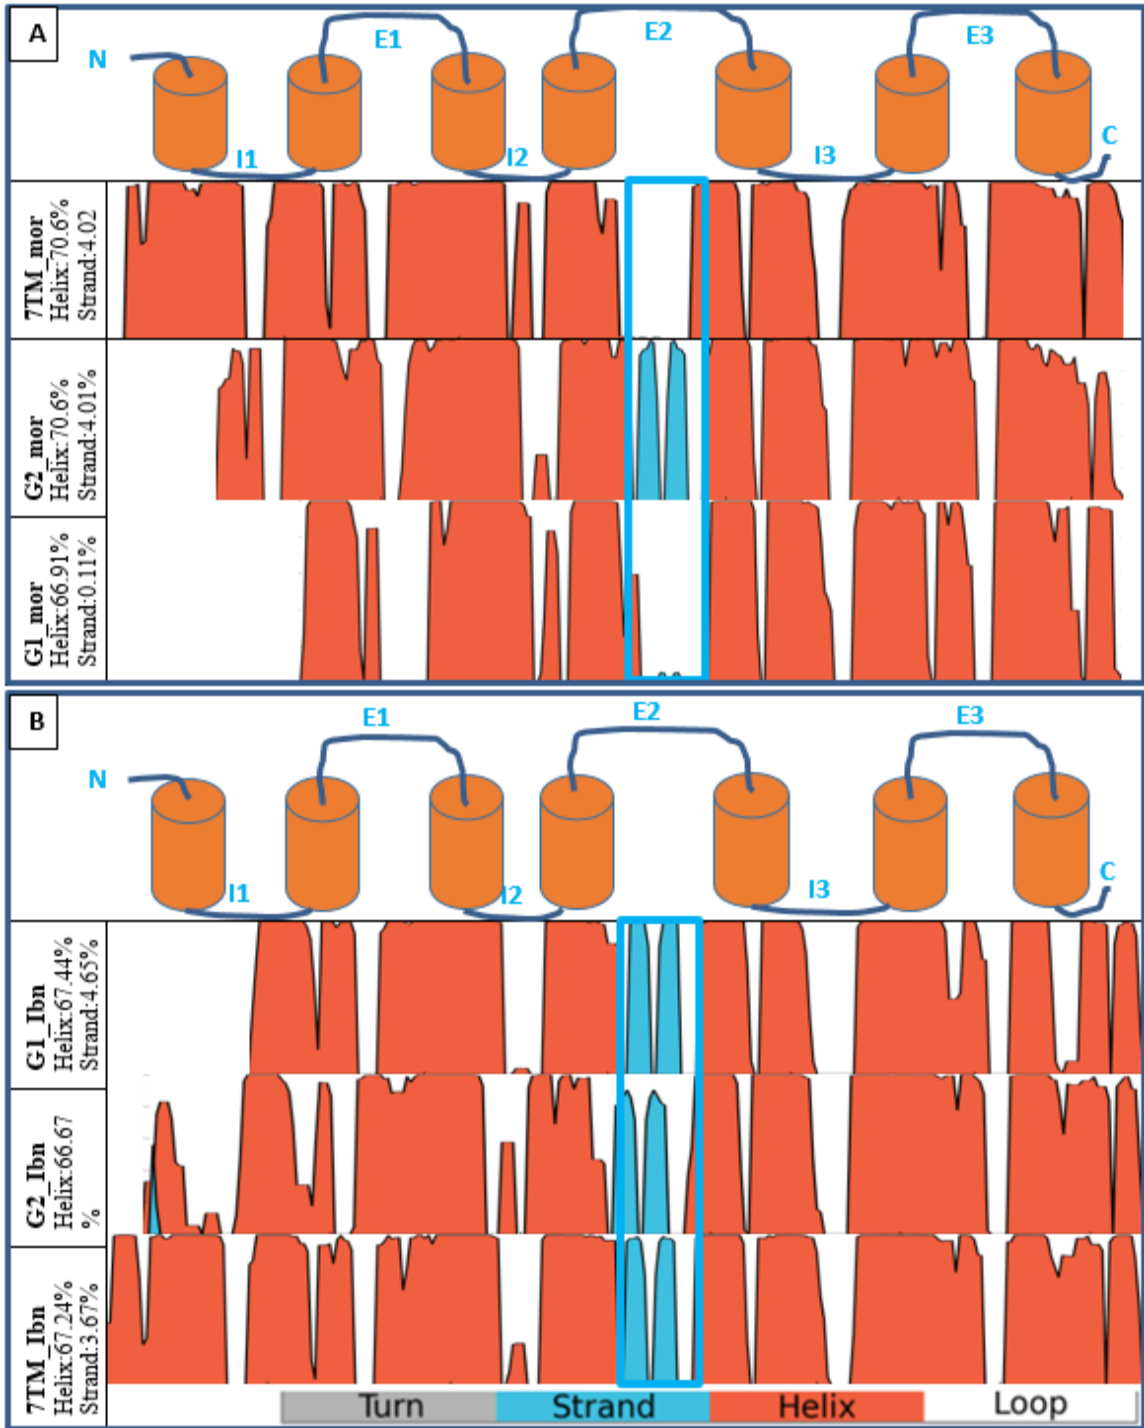 A
N
E1
E2
E3
I1
I2
I3
C
7TM_mor
Helix:70.6%
Strand:4.02
G2_mor
Helix:70.6%
Strand:4.01%
G1_mor
Helix:66.91%
Strand:0.11%
B
N
E1
E2
E3
I1
I2
I3
C
G1_Ibn
Helix:67.44%
Strand:4.65%
G2_Ibn
Helix:66.67
%
7TM_Ibn
Helix:67.24%
Strand:3.67%
Turn Strand Helix Loop